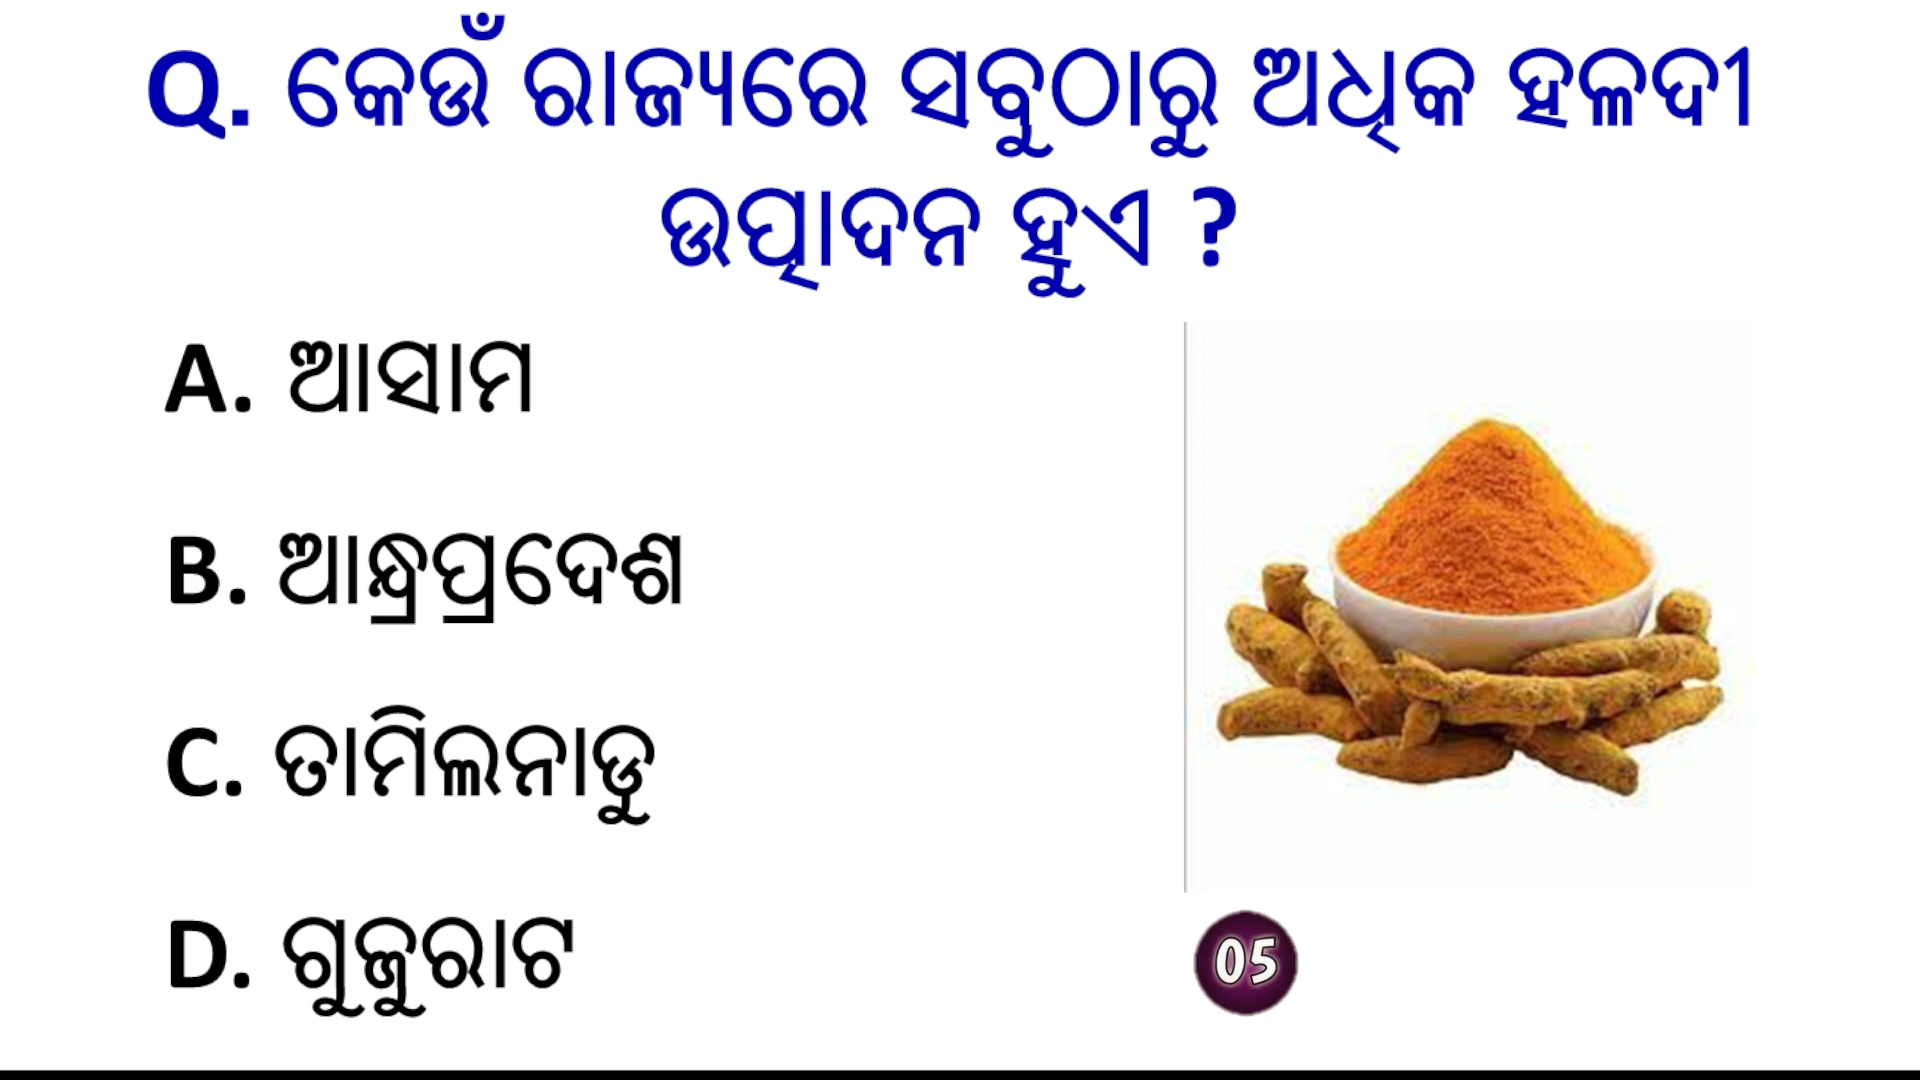 Q. କେଉଁ ରାଜ୍ୟରେ ସବୁଠାରୁ ଅଧିକ ହଳଦୀ
ଉତ୍ପାଦନ ହୁଏ ?
A. ଆସାମ
B. ଆନ୍ଧ୍ରପ୍ରଦେଶ
C. ତାମିଲନାଡୁ
D. ଗୁଜୁରାଟ
05